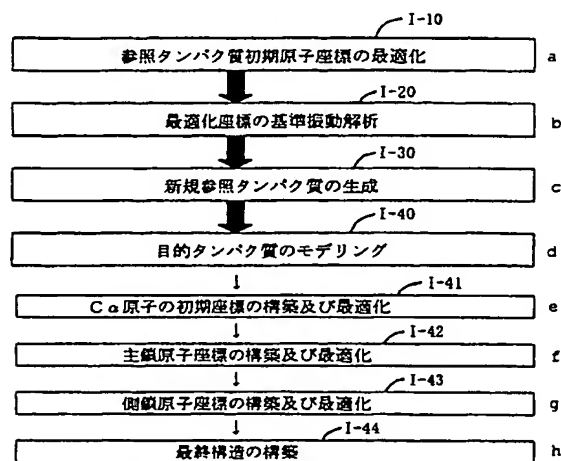 I-10
参照タンパク質初期原子座標の最適化 a
I-20
最適化座標の基準振動解析 b
I-30
新規参照タンパク質の生成 c
I-40
目的タンパク質のモデリング d
I-41
Cα原子の初期座標の構築及び最適化 e
I-42
主鎖原子座標の構築及び最適化 f
I-43
側鎖原子座標の構築及び最適化 g
I-44
最終構造の構築 h